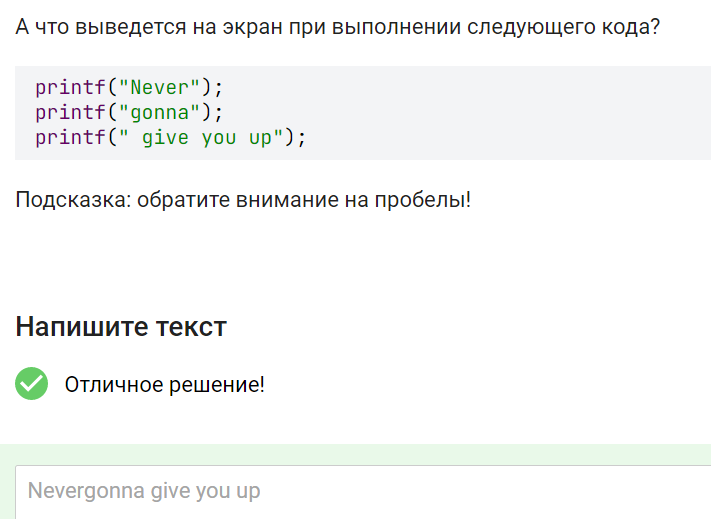 А что выведется на экран при выполнении следующего кода?
printf("Never");
printf("gonna");
printf(" give you up");
Подсказка: обратите внимание на пробелы!
Напишите текст
Отличное решение!
Nevergonna give you up